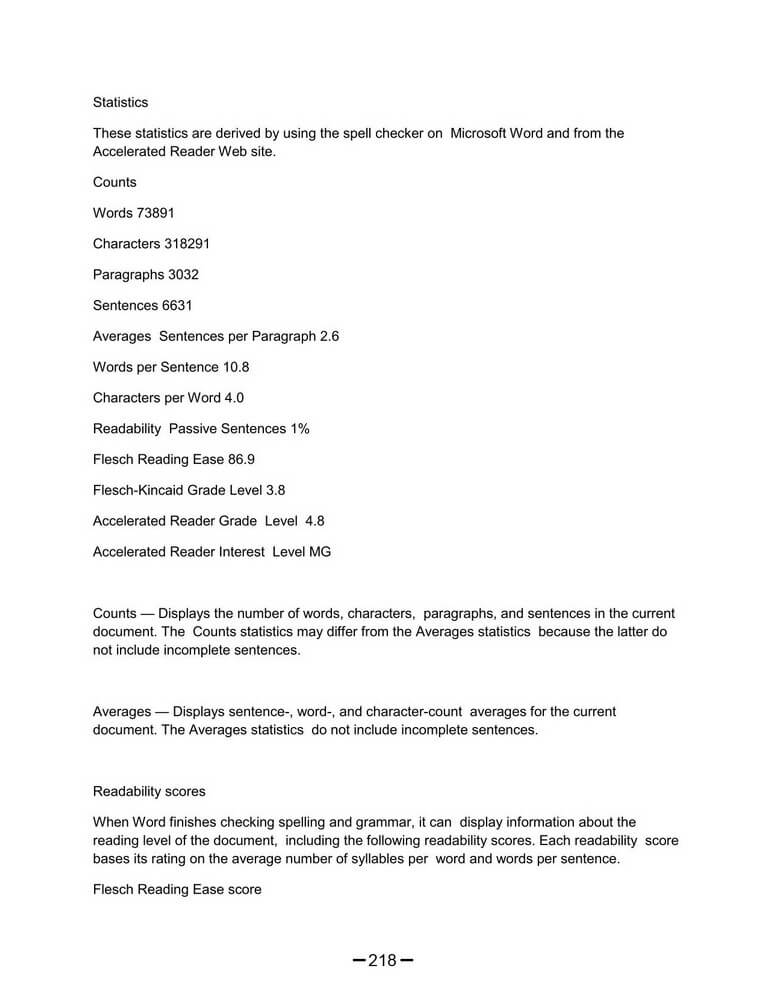 Statistics
These statistics are derived by using the spell checker on  Microsoft Word and from the
Accelerated Reader Web site.
Counts
Words 73891
Characters 318291
Paragraphs 3032
Sentences 6631
Averages  Sentences per Paragraph 2.6
Words per Sentence 10.8
Characters per Word 4.0
Readability  Passive Sentences 1%
Flesch Reading Ease 86.9
Flesch-Kincaid Grade Level 3.8
Accelerated Reader Grade  Level  4.8
Accelerated Reader Interest  Level MG
Counts — Displays the number of words, characters,  paragraphs, and sentences in the current
document. The  Counts statistics may differ from the Averages statistics  because the latter do
not include incomplete sentences.
Averages — Displays sentence-, word-, and character-count  averages for the current
document. The Averages statistics  do not include incomplete sentences.
Readability scores
When Word finishes checking spelling and grammar, it can  display information about the
reading level of the document,  including the following readability scores. Each readability  score
bases its rating on the average number of syllables per  word and words per sentence.
Flesch Reading Ease score
—218—